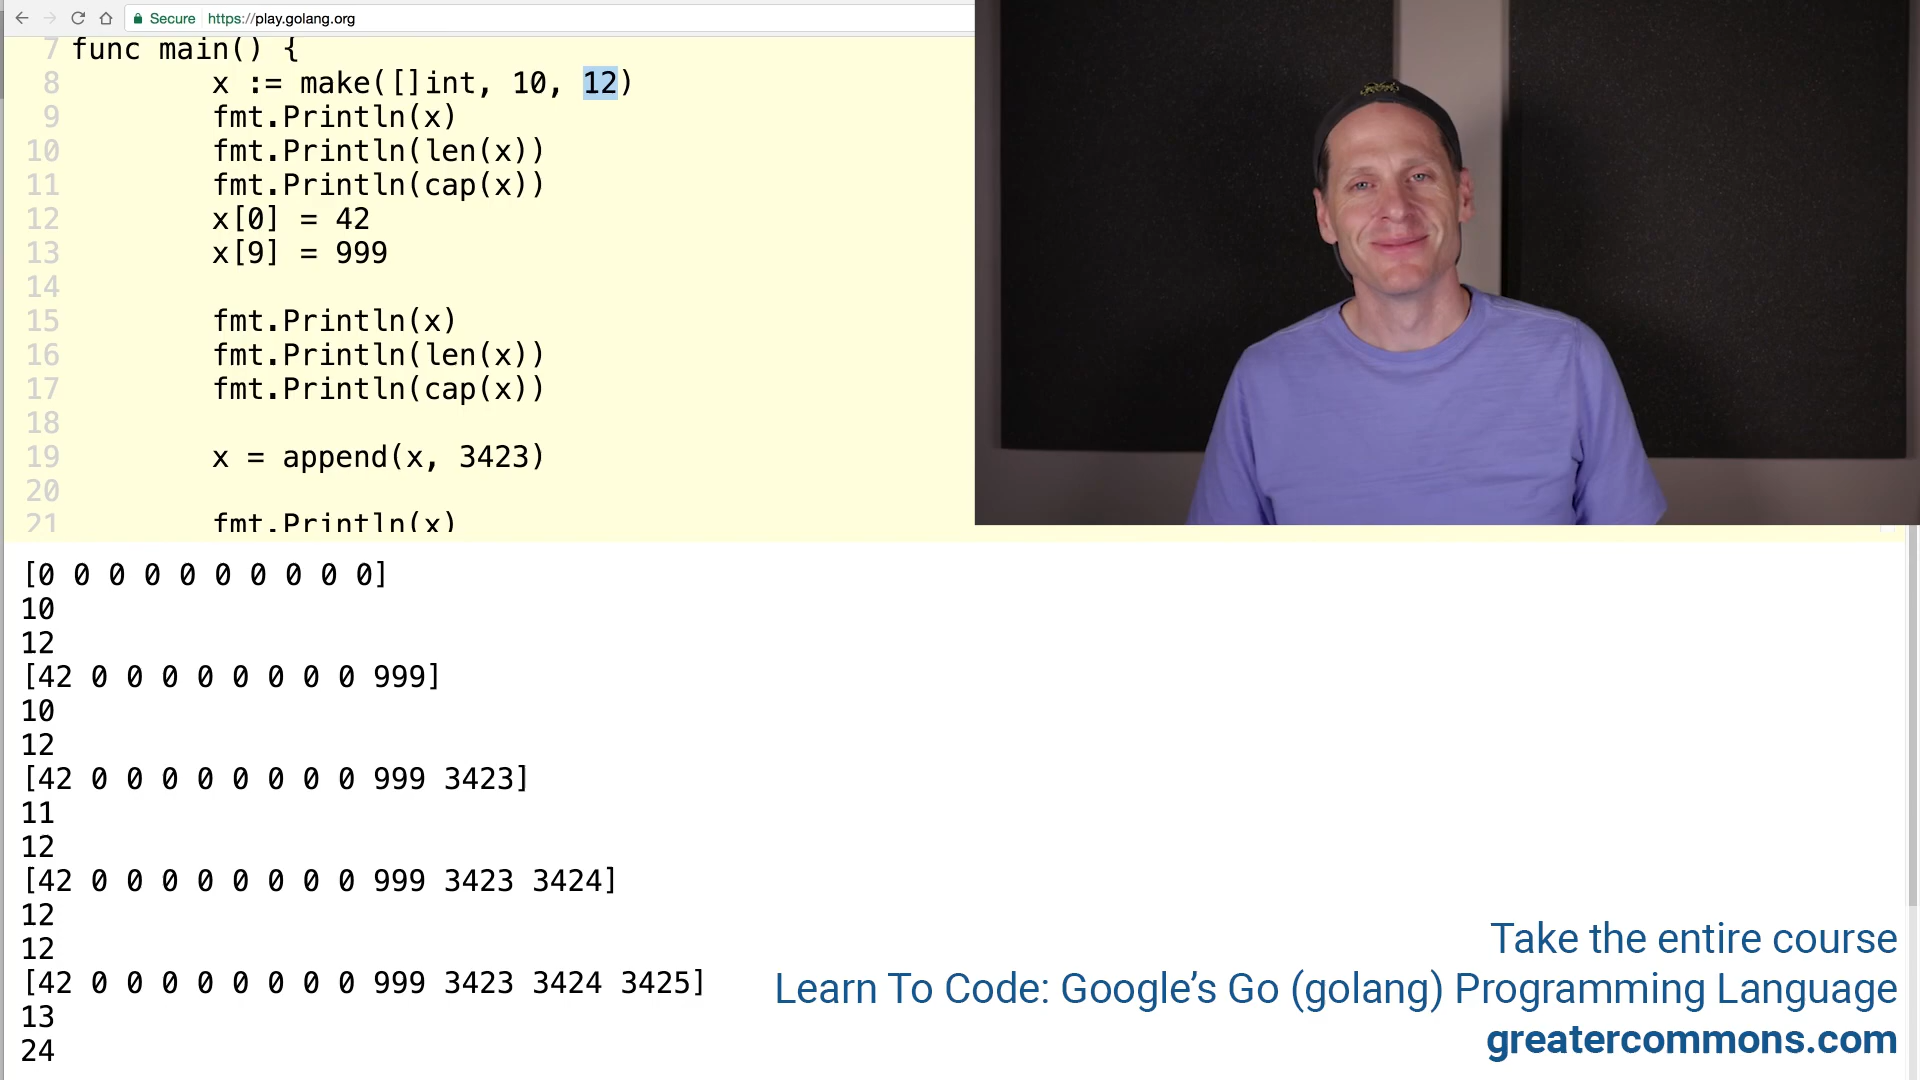 Secure https://play.golang.org
7 func main() {
8 x := make([]int, 10, 12)
9 fmt.Println(x)
10 fmt.Println(len(x))
11 fmt.Println(cap(x))
12 x[0] = 42
13 x[9] = 999
14
15 fmt.Println(x)
16 fmt.Println(len(x))
17 fmt.Println(cap(x))
18
19 x = append(x, 3423)
20
21 fmt.Println(x)
[0 0 0 0 0 0 0 0 0 0]
10
12
[42 0 0 0 0 0 0 0 0 999]
10
12
[42 0 0 0 0 0 0 0 0 999 3423]
11
12
[42 0 0 0 0 0 0 0 0 999 3423 3424]
12
12
[42 0 0 0 0 0 0 0 0 999 3423 3424 3425]
13
24
Take the entire course
Learn To Code: Google’s Go (golang) Programming Language
greatercommons.com